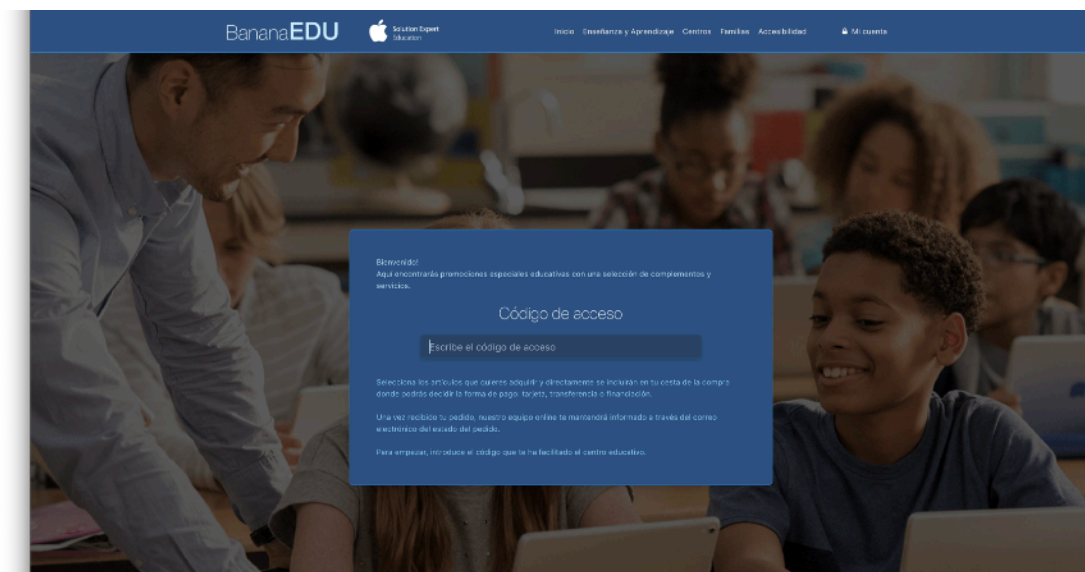 BananaEDU
Solution Expert
Education
Inicio Enseñanza y Aprendizaje Centros Familias Accesibilidad Mi cuenta
Bienvenido!
Aquí encontrarás promociones especiales educativas con una selección de complementos y
servicios.
Código de acceso
Escribe el código de acceso
Selecciona los artículos que quieres adquirir y directamente se incluirán en tu cesta de la compra
donde podrás decidir la forma de pago: tarjeta, transferencia o financiación.
Una vez recibido tu pedido, nuestro equipo online te mantendrá informado a través del correo
electrónico del estado del pedido.
Para empezar, introduce el código que te ha facilitado el centro educativo.